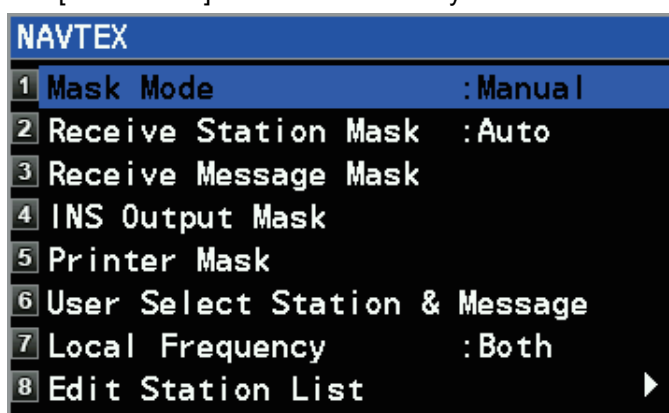 NAVTEX
1 Mask Mode :Manual
2 Receive Station Mask :Auto
3 Receive Message Mask
4 INS Output Mask
5 Printer Mask
6 User Select Station & Message
7 Local Frequency :Both
8 Edit Station List